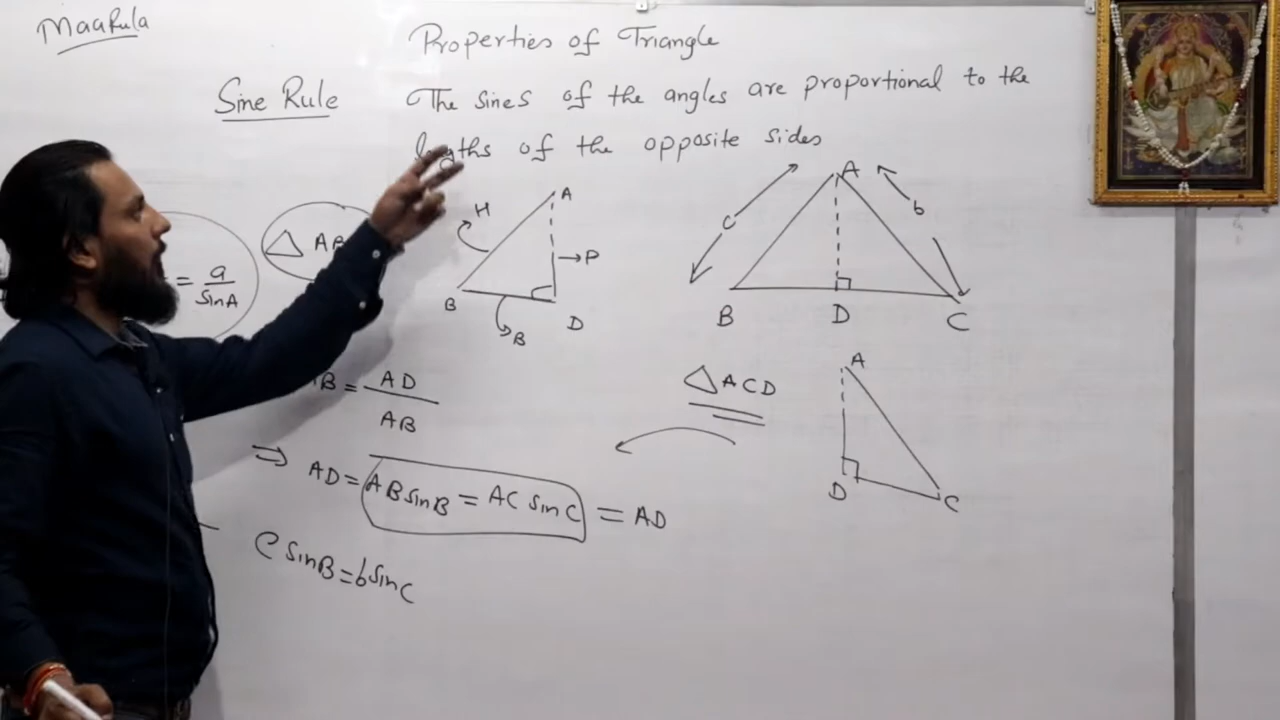 MaaRula
Properties of Triangle
Sine Rule
The sines of the angles are proportional to the
lengths of the opposite sides
= a / sinA
△ AB
H
A
P
B
D
B
A
c
b
B
D
C
B = AD / AB
⇒ AD = AB sinB = AC sinC = AD
c sinB = b sinC
△ ACD
A
D
C